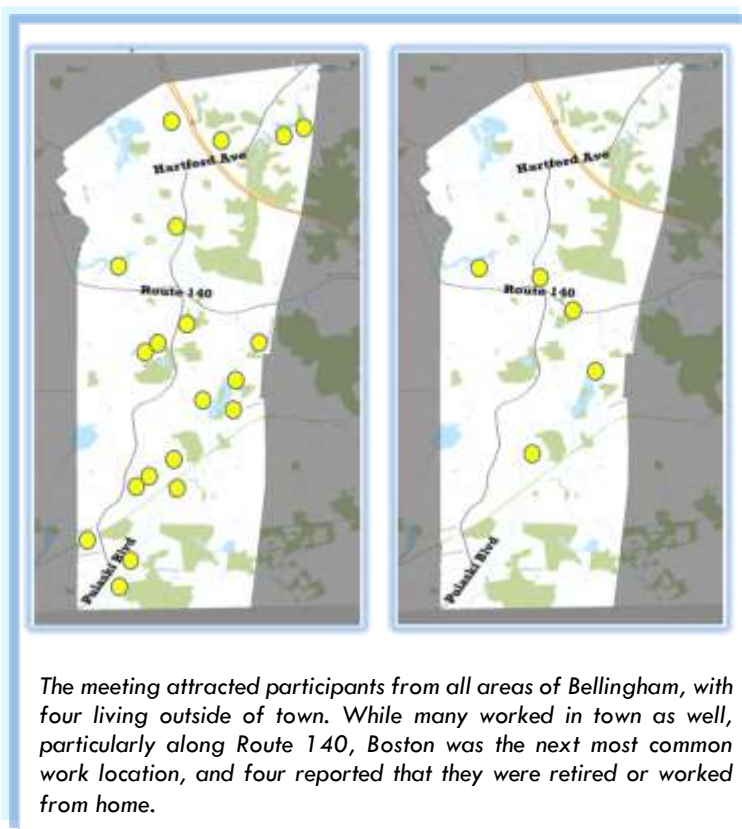 Hartford Ave
Route 140
Pulaski Blvd
Hartford Ave
Route 140
Pulaski Blvd
The meeting attracted participants from all areas of Bellingham, with
four living outside of town. While many worked in town as well,
particularly along Route 140, Boston was the next most common
work location, and four reported that they were retired or worked
from home.